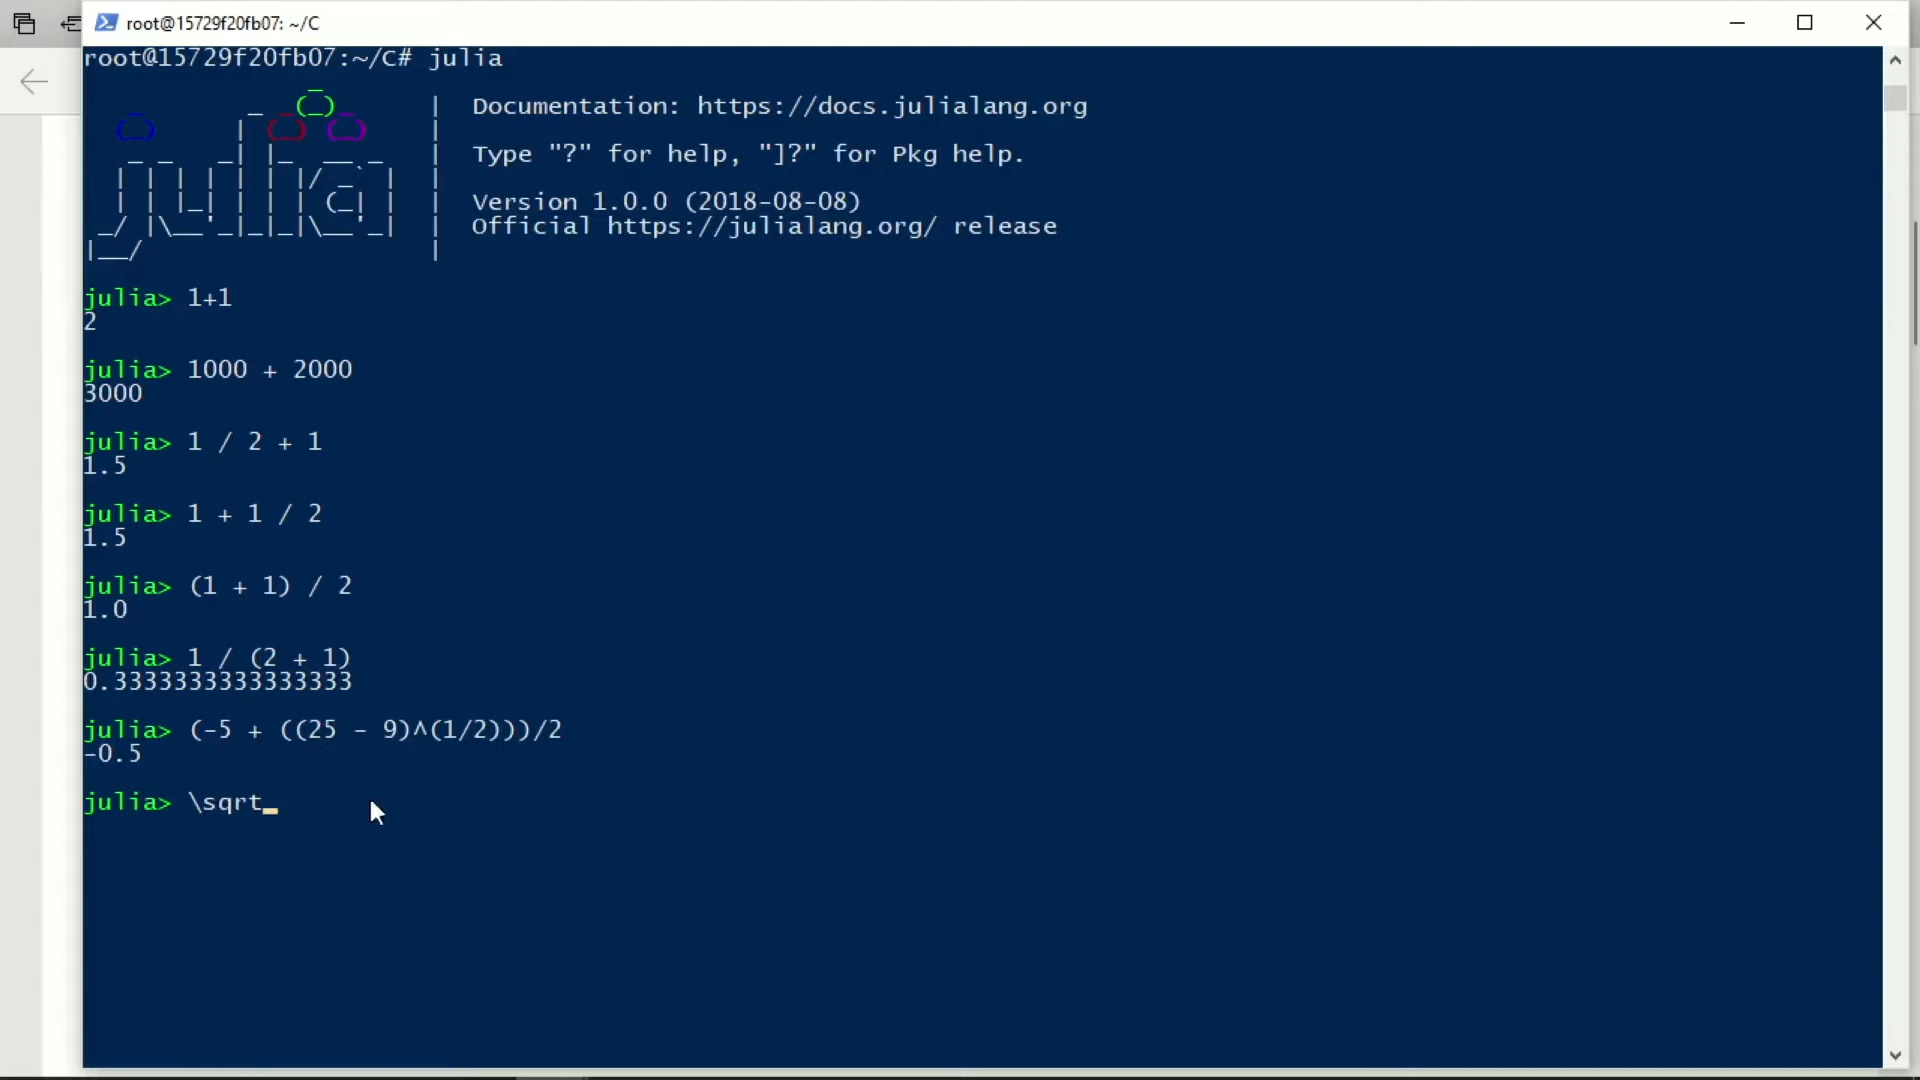 root@15729f20fb07: ~/C
root@15729f20fb07:~/C# julia
Documentation: https://docs.julialang.org
Type "?" for help, "]?" for Pkg help.
Version 1.0.0 (2018-08-08)
Official https://julialang.org/ release
julia> 1+1
2
julia> 1000 + 2000
3000
julia> 1 / 2 + 1
1.5
julia> 1 + 1 / 2
1.5
julia> (1 + 1) / 2
1.0
julia> 1 / (2 + 1)
0.3333333333333333
julia> (-5 + ((25 - 9)^(1/2)))/2
-0.5
julia> \sqrt